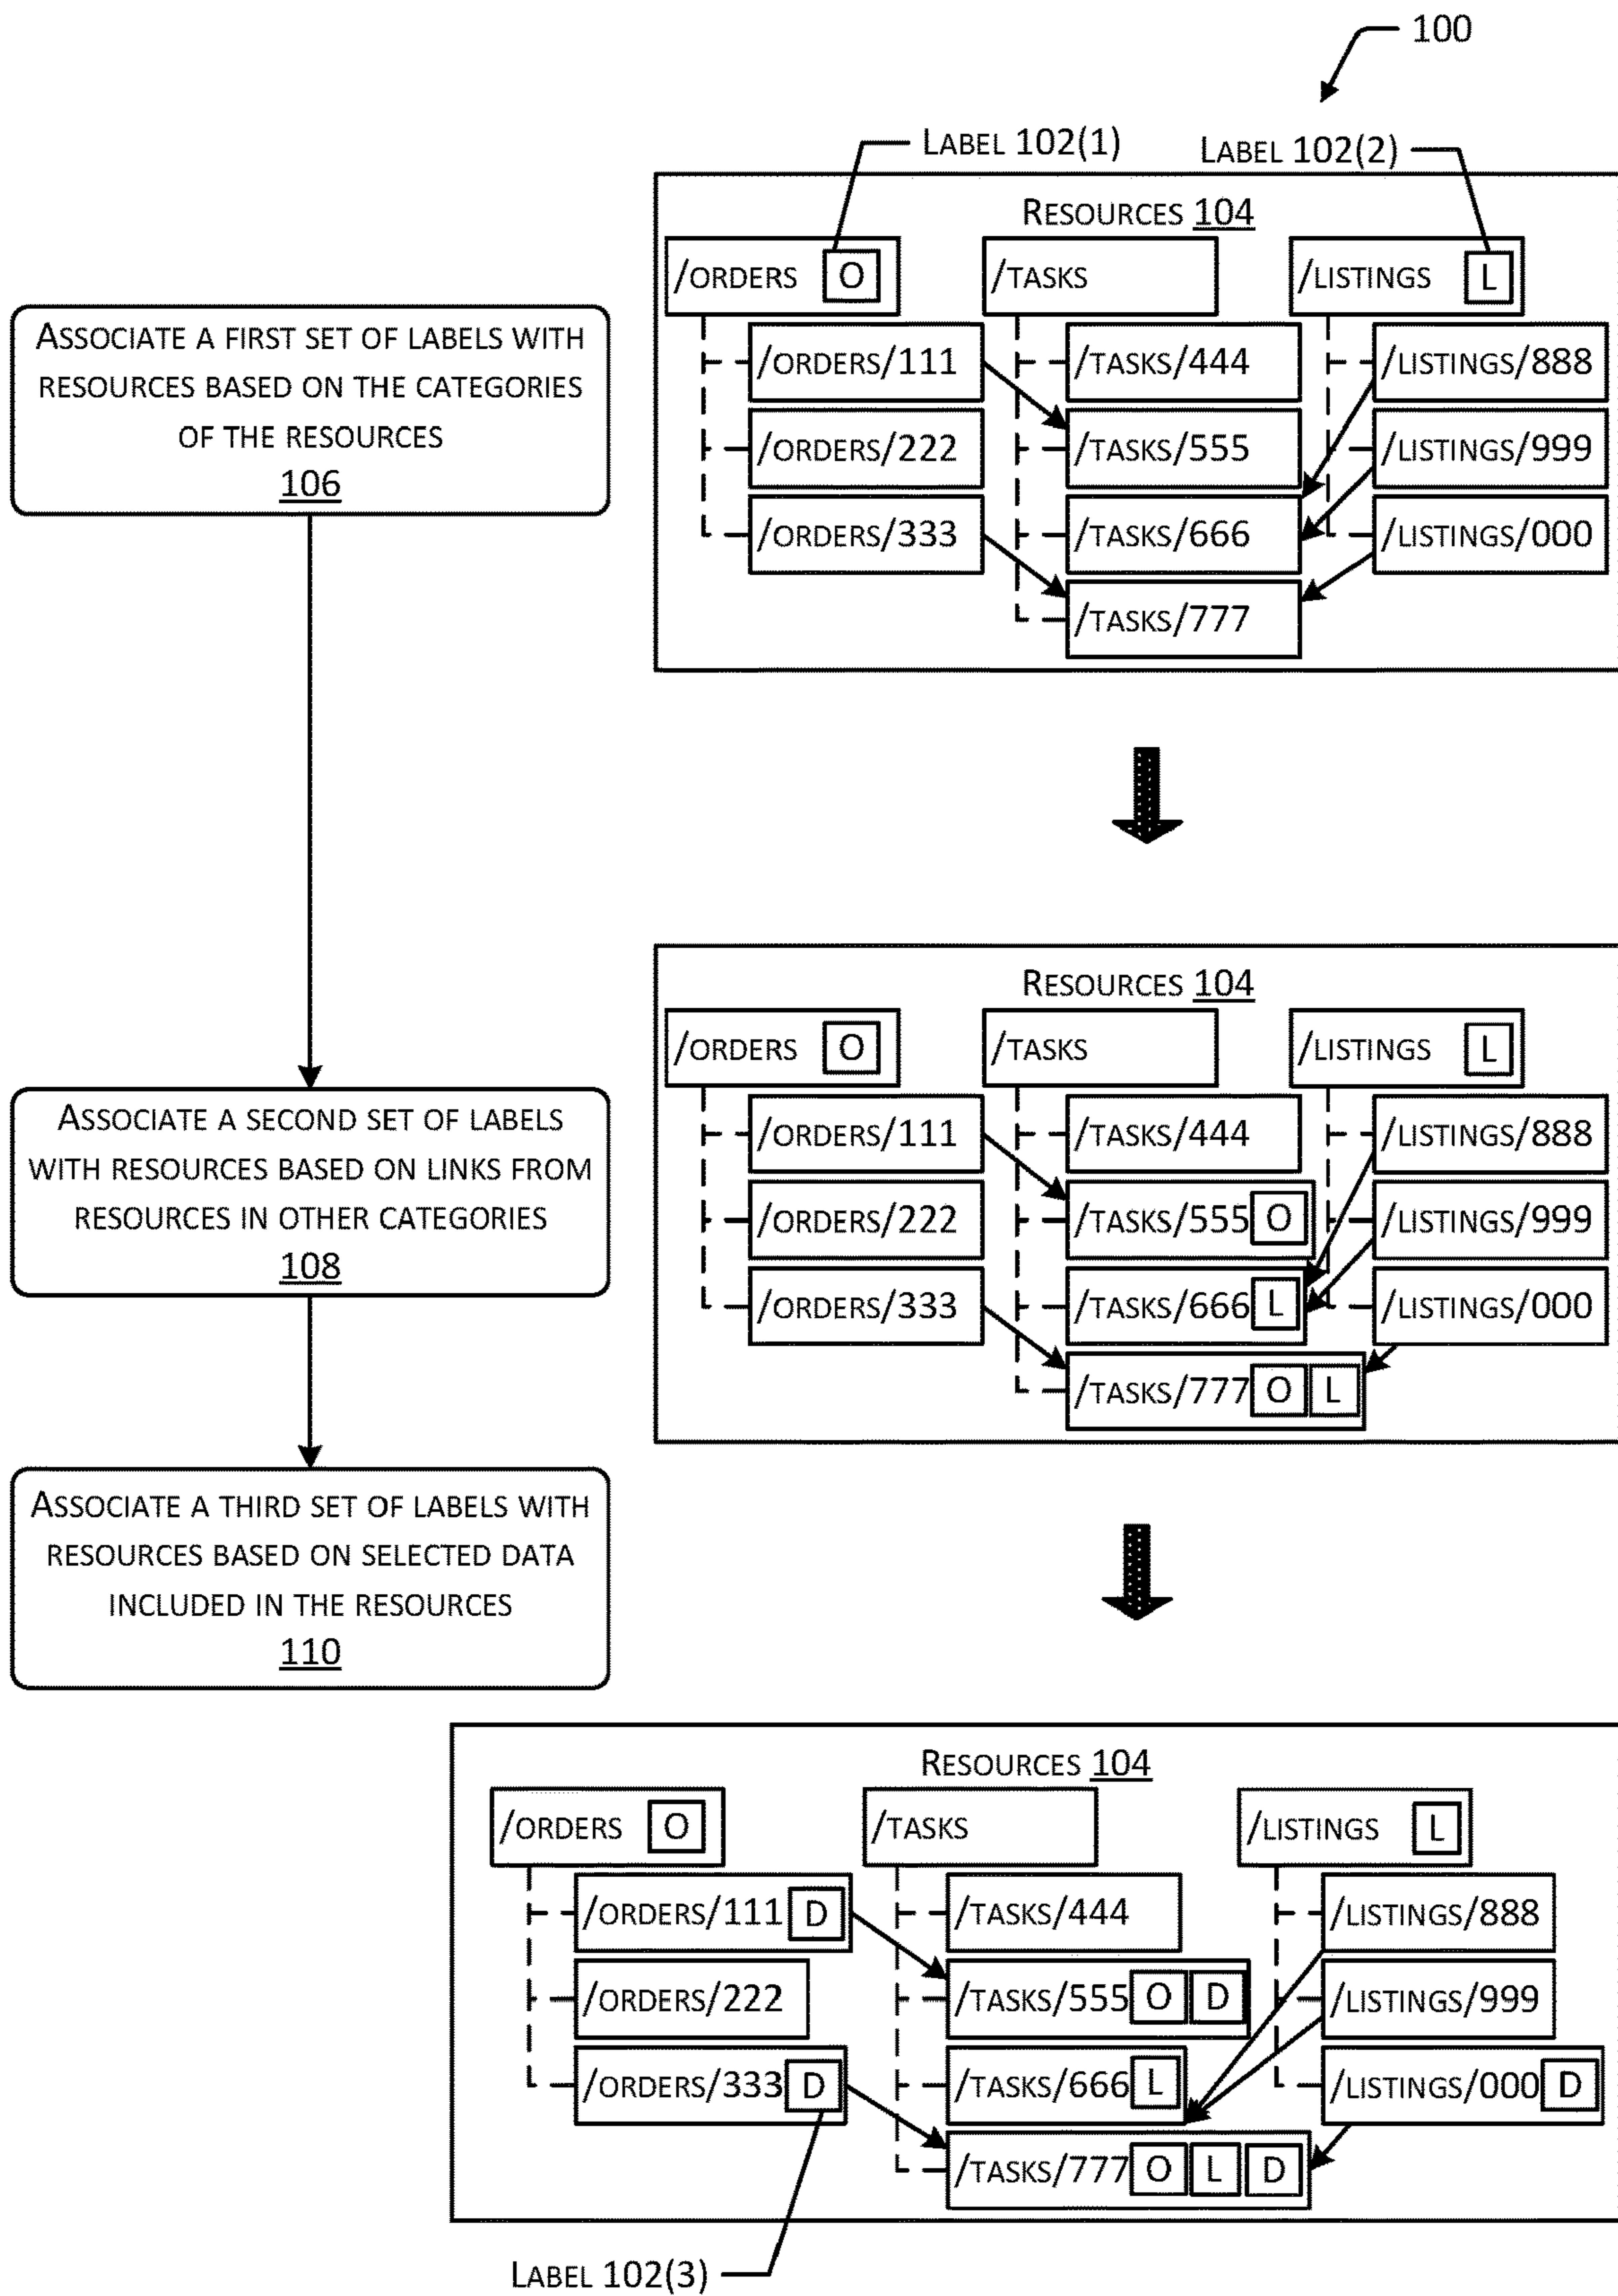 100
LABEL 102(1)
LABEL 102(2)
RESOURCES 104
/ORDERS O
/TASKS
/LISTINGS L
/ORDERS/111
/TASKS/444
/LISTINGS/888
/ORDERS/222
/TASKS/555
/LISTINGS/999
/ORDERS/333
/TASKS/666
/LISTINGS/000
/TASKS/777
ASSOCIATE A FIRST SET OF LABELS WITH
RESOURCES BASED ON THE CATEGORIES
OF THE RESOURCES
106
RESOURCES 104
/ORDERS O
/TASKS
/LISTINGS L
/ORDERS/111
/TASKS/444
/LISTINGS/888
/ORDERS/222
/TASKS/555 O
/LISTINGS/999
/ORDERS/333
/TASKS/666 L
/LISTINGS/000
/TASKS/777 O L
ASSOCIATE A SECOND SET OF LABELS
WITH RESOURCES BASED ON LINKS FROM
RESOURCES IN OTHER CATEGORIES
108
ASSOCIATE A THIRD SET OF LABELS WITH
RESOURCES BASED ON SELECTED DATA
INCLUDED IN THE RESOURCES
110
RESOURCES 104
/ORDERS O
/TASKS
/LISTINGS L
/ORDERS/111 D
/TASKS/444
/LISTINGS/888
/ORDERS/222
/TASKS/555 O D
/LISTINGS/999
/ORDERS/333 D
/TASKS/666 L
/LISTINGS/000 D
/TASKS/777 O L D
LABEL 102(3)